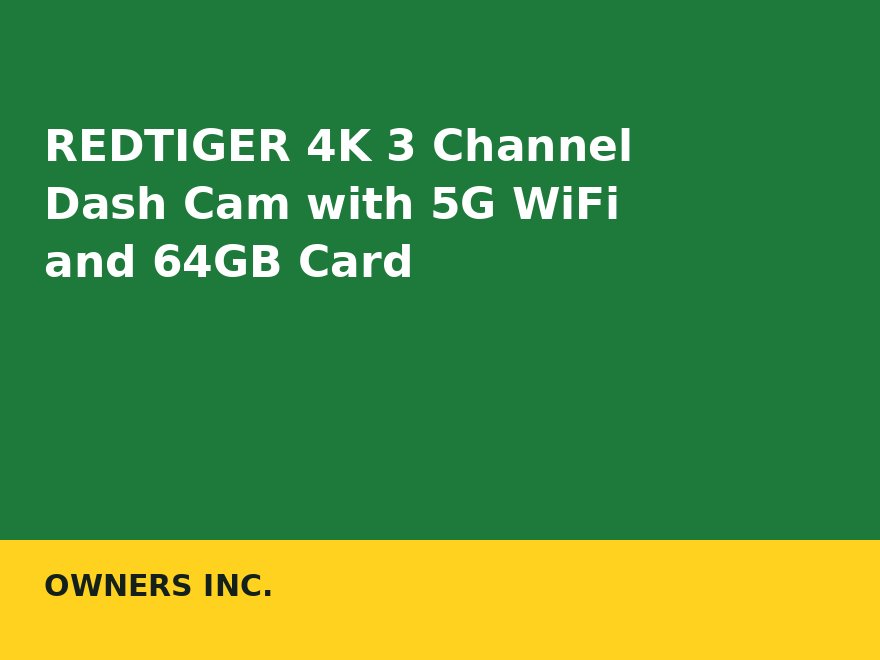 REDTIGER 4K 3 Channel
Dash Cam with 5G WiFi
and 64GB Card
OWNERS INC.